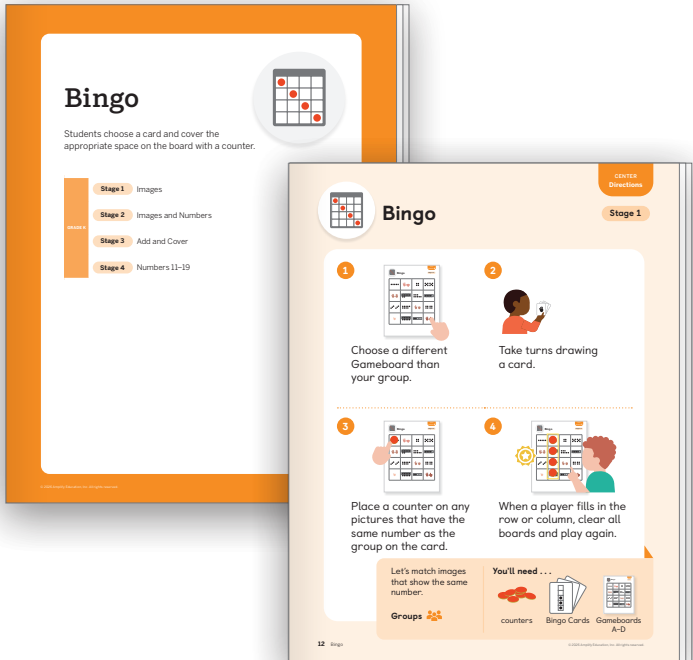 Bingo
Students choose a card and cover the
appropriate space on the board with a counter.
Stage 1 Images
Stage 2 Images and Numbers
Stage 3 Add and Cover
Stage 4 Numbers 11–19
CENTER
Directions
Bingo
Stage 1
1
Bingo
Choose a different
Gameboard than
your group.
2
Take turns drawing
a card.
3
Bingo
Place a counter on any
pictures that have the
same number as the
group on the card.
4
Bingo
When a player fills in the
row or column, clear all
boards and play again.
Let's match images
that show the same
number.
Groups
You'll need . . .
counters
Bingo Cards
Gameboards
A–D
12 Bingo